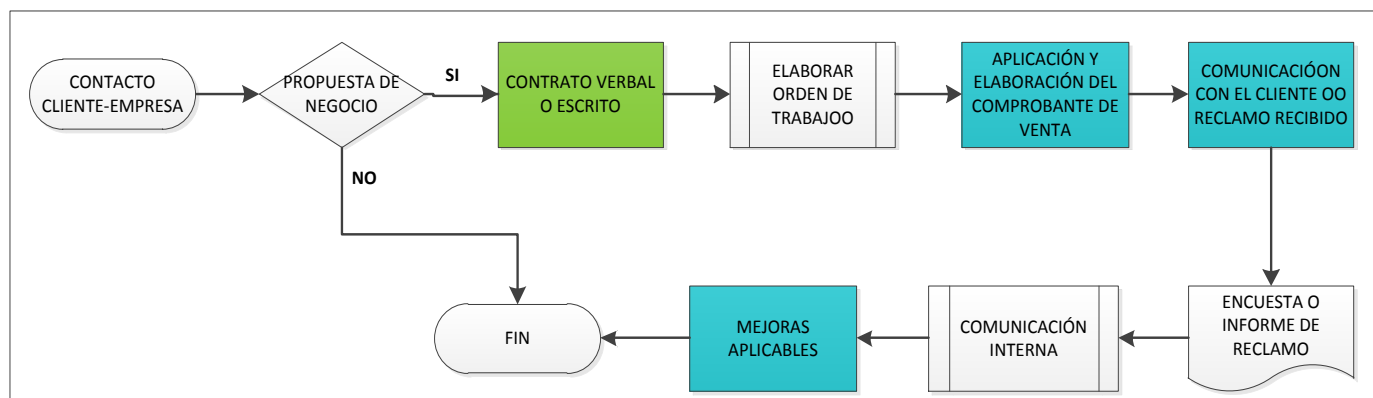 CONTACTO
CLIENTE-EMPRESA
PROPUESTA DE
NEGOCIO
SI
NO
CONTRATO VERBAL
O ESCRITO
ELABORAR
ORDEN DE
TRABAJOO
APLICACIÓN Y
ELABORACIÓN DEL
COMPROBANTE DE
VENTA
COMUNICACIÓON
CON EL CLIENTE OO
RECLAMO RECIBIDO
ENCUESTA O
INFORME DE
RECLAMO
COMUNICACIÓN
INTERNA
MEJORAS
APLICABLES
FIN